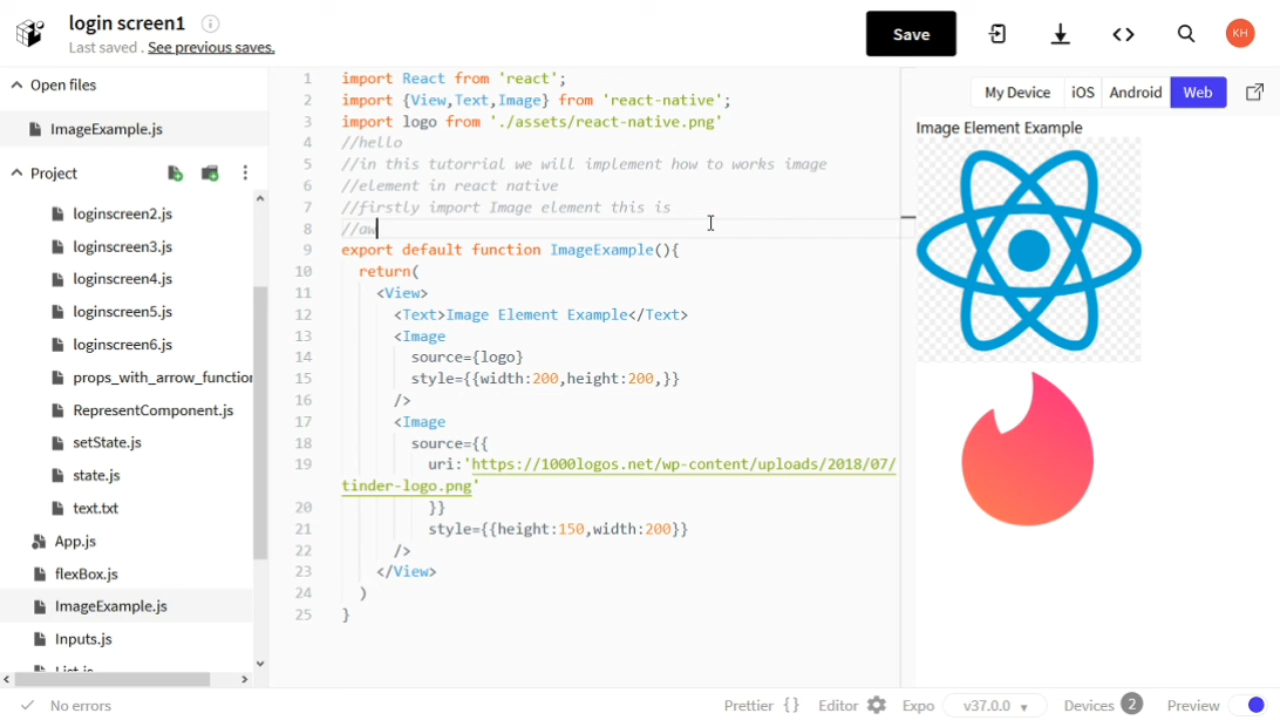 login screen1
Last saved . See previous saves.
Save
KH
Open files
ImageExample.js
Project
loginscreen2.js
loginscreen3.js
loginscreen4.js
loginscreen5.js
loginscreen6.js
props_with_arrow_function
RepresentComponent.js
setState.js
state.js
text.txt
App.js
flexBox.js
ImageExample.js
Inputs.js
List.js
1 import React from 'react';
2 import {View,Text,Image} from 'react-native';
3 import logo from './assets/react-native.png'
4 //hello
5 //in this tutorrial we will implement how to works image
6 //element in react native
7 //firstly import Image element this is
8 //aw
9 export default function ImageExample(){
10 return(
11 <View>
12 <Text>Image Element Example</Text>
13 <Image
14 source={logo}
15 style={{width:200,height:200,}}
16 />
17 <Image
18 source={{
19 uri:'https://1000logos.net/wp-content/uploads/2018/07/
tinder-logo.png'
20 }}
21 style={{height:150,width:200}}
22 />
23 </View>
24 )
25 }
My Device iOS Android Web
Image Element Example
No errors
Prettier {} Editor Expo v37.0.0 Devices 2 Preview